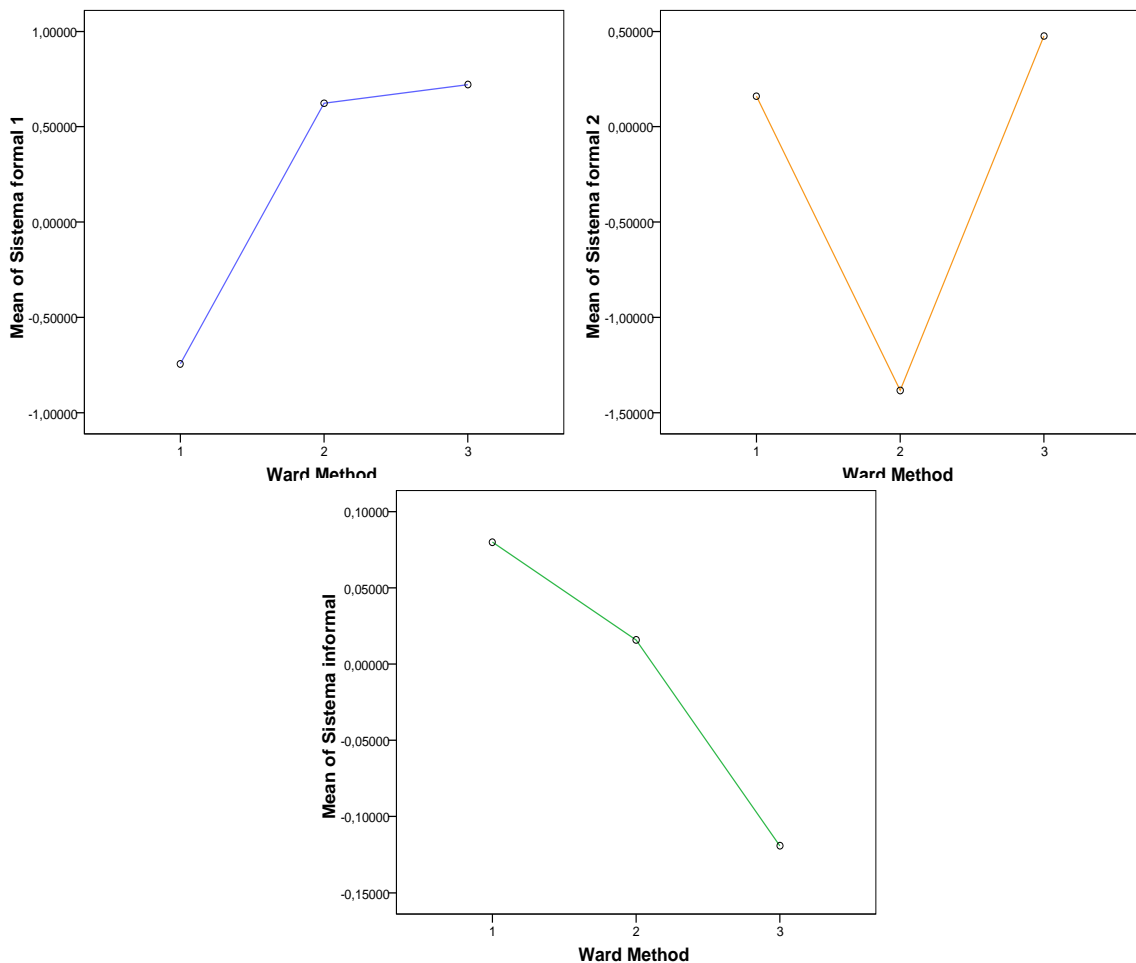 Mean of Sistema formal 1
1,00000
0,50000
0,00000
-0,50000
-1,00000
1 2 3
Ward Method
Mean of Sistema formal 2
0,50000
0,00000
-0,50000
-1,00000
-1,50000
1 2 3
Ward Method
Mean of Sistema informal
0,10000
0,05000
0,00000
-0,05000
-0,10000
-0,15000
1 2 3
Ward Method